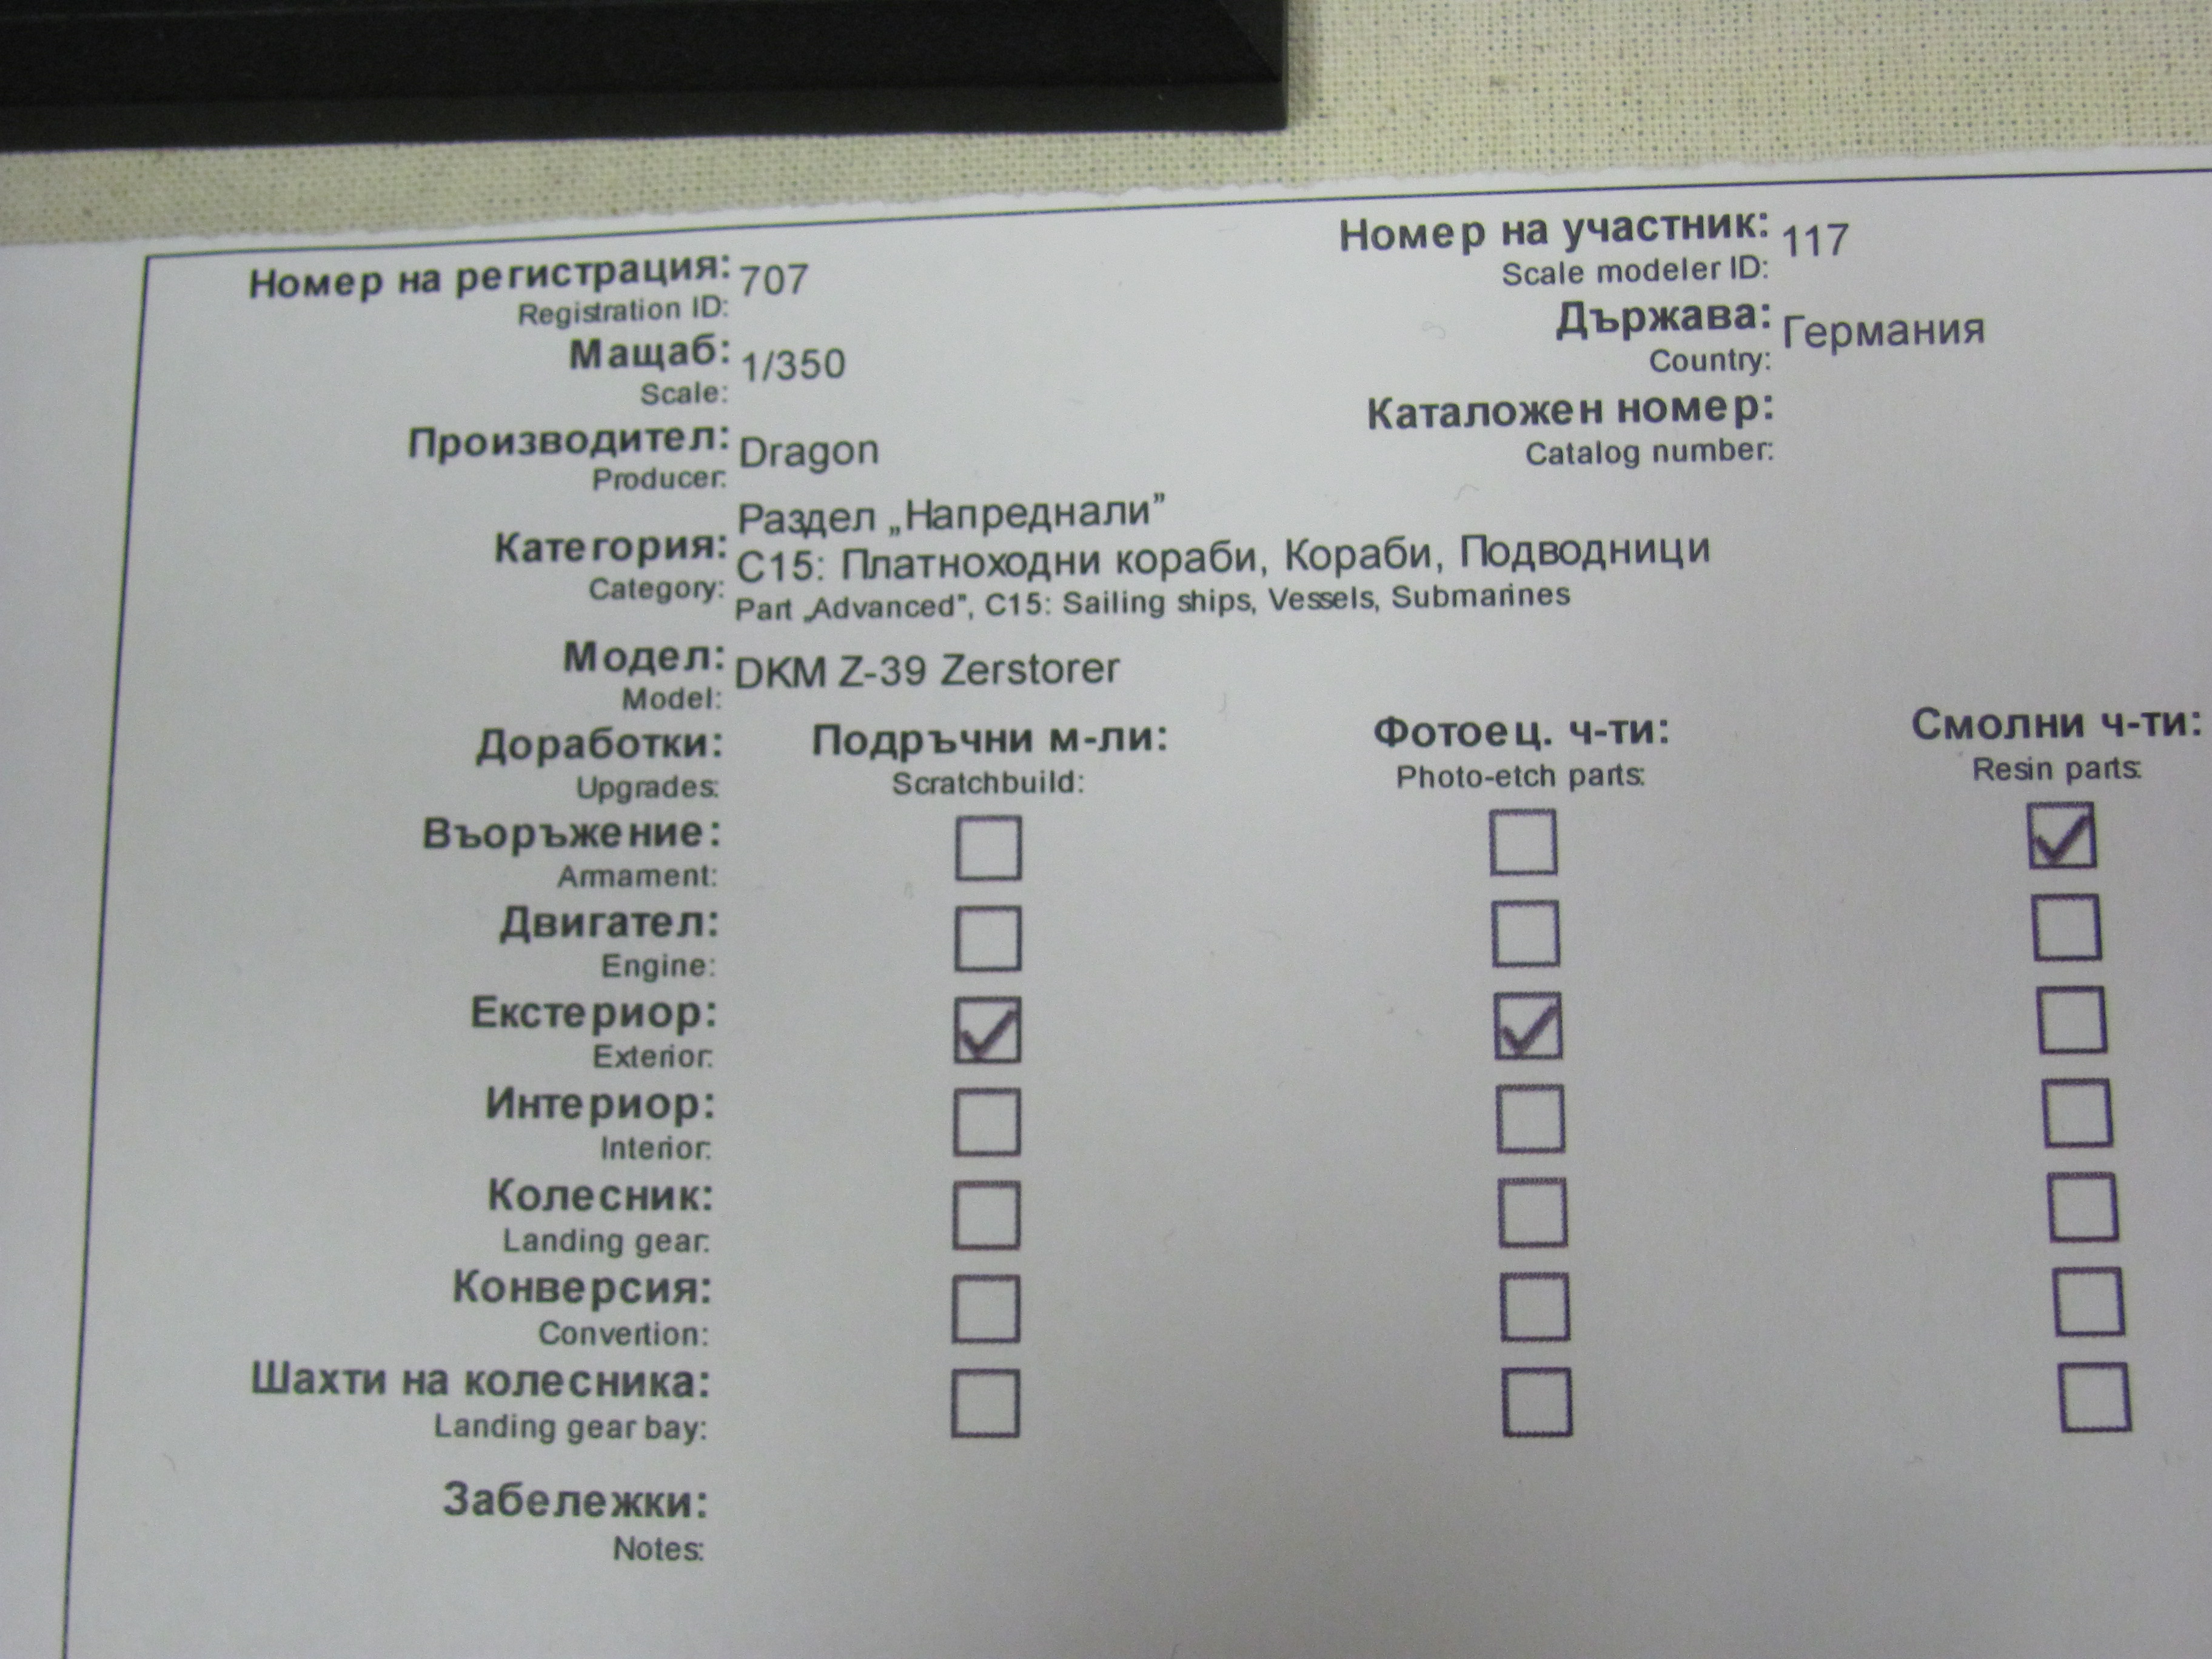 Номер на регистрация: 707
Registration ID:
Номер на участник: 117
Scale modeler ID:
Мащаб: 1/350
Scale:
Държава: Германия
Country:
Производител: Dragon
Producer:
Каталожен номер:
Catalog number:
Раздел „Напреднали”
Категория: C15: Платноходни кораби, Кораби, Подводници
Category: Part „Advanced”, C15: Sailing ships, Vessels, Submarines
Модел: DKM Z-39 Zerstorer
Model:
Доработки: Подръчни м-ли: Фотоец. ч-ти: Смолни ч-ти:
Upgrades: Scratchbuild: Photo-etch parts: Resin parts:
Въоръжение:
Armament:
Двигател:
Engine:
Екстериор:
Exterior:
Интериор:
Interior:
Колесник:
Landing gear:
Конверсия:
Convertion:
Шахти на колесника:
Landing gear bay:
Забележки:
Notes: